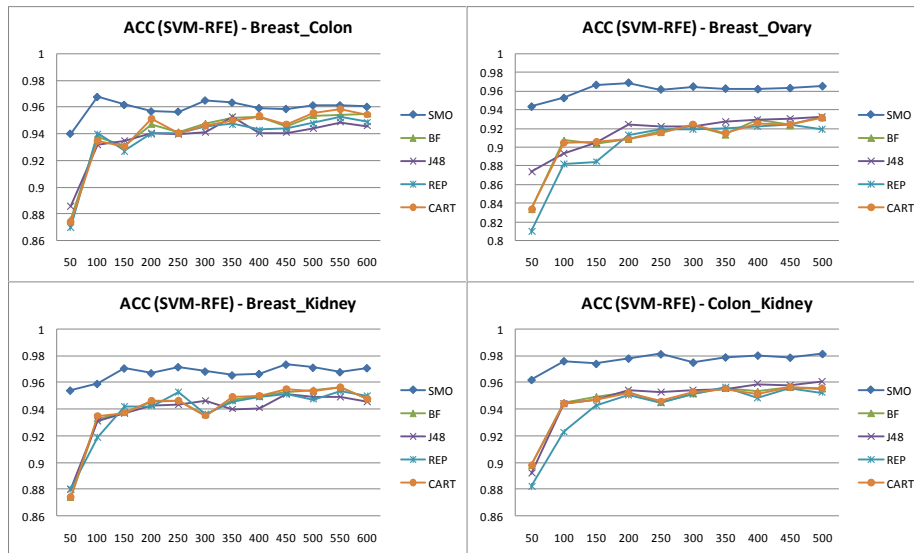 ACC (SVM-RFE) - Breast_Colon
1
0.98
0.96
0.94
0.92
0.9
0.88
0.86
50 100 150 200 250 300 350 400 450 500 550 600
SMO
BF
J48
REP
CART
ACC (SVM-RFE) - Breast_Ovary
1
0.98
0.96
0.94
0.92
0.9
0.88
0.86
0.84
0.82
0.8
50 100 150 200 250 300 350 400 450 500
SMO
BF
J48
REP
CART
ACC (SVM-RFE) - Breast_Kidney
1
0.98
0.96
0.94
0.92
0.9
0.88
0.86
50 100 150 200 250 300 350 400 450 500 550 600
SMO
BF
J48
REP
CART
ACC (SVM-RFE) - Colon_Kidney
1
0.98
0.96
0.94
0.92
0.9
0.88
0.86
50 100 150 200 250 300 350 400 450 500
SMO
BF
J48
REP
CART